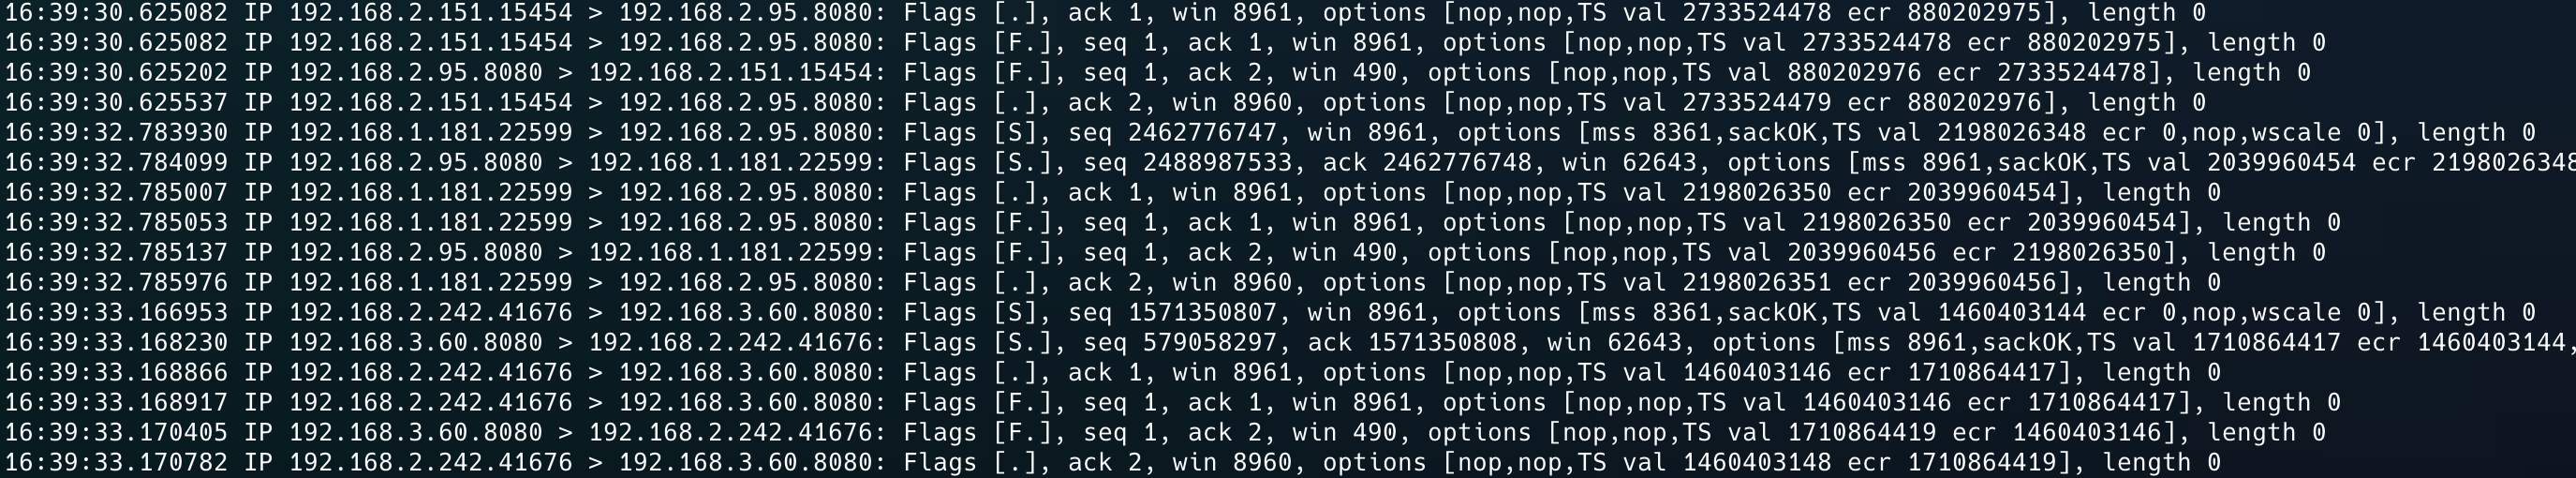 16:39:30.625082 IP 192.168.2.151.15454 > 192.168.2.95.8080: Flags [.], ack 1, win 8961, options [nop,nop,TS val 2733524478 ecr 880202975], length 0
16:39:30.625082 IP 192.168.2.151.15454 > 192.168.2.95.8080: Flags [F.], seq 1, ack 1, win 8961, options [nop,nop,TS val 2733524478 ecr 880202975], length 0
16:39:30.625202 IP 192.168.2.95.8080 > 192.168.2.151.15454: Flags [F.], seq 1, ack 2, win 490, options [nop,nop,TS val 880202976 ecr 2733524478], length 0
16:39:30.625537 IP 192.168.2.151.15454 > 192.168.2.95.8080: Flags [.], ack 2, win 8960, options [nop,nop,TS val 2733524479 ecr 880202976], length 0
16:39:32.783930 IP 192.168.1.181.22599 > 192.168.2.95.8080: Flags [S], seq 2462776747, win 8961, options [mss 8361,sackOK,TS val 2198026348 ecr 0,nop,wscale 0], length 0
16:39:32.784099 IP 192.168.2.95.8080 > 192.168.1.181.22599: Flags [S.], seq 2488987533, ack 2462776748, win 62643, options [mss 8961,sackOK,TS val 2039960454 ecr 2198026348
16:39:32.785007 IP 192.168.1.181.22599 > 192.168.2.95.8080: Flags [.], ack 1, win 8961, options [nop,nop,TS val 2198026350 ecr 2039960454], length 0
16:39:32.785053 IP 192.168.1.181.22599 > 192.168.2.95.8080: Flags [F.], seq 1, ack 1, win 8961, options [nop,nop,TS val 2198026350 ecr 2039960454], length 0
16:39:32.785137 IP 192.168.2.95.8080 > 192.168.1.181.22599: Flags [F.], seq 1, ack 2, win 490, options [nop,nop,TS val 2039960456 ecr 2198026350], length 0
16:39:32.785976 IP 192.168.1.181.22599 > 192.168.2.95.8080: Flags [.], ack 2, win 8960, options [nop,nop,TS val 2198026351 ecr 2039960456], length 0
16:39:33.166953 IP 192.168.2.242.41676 > 192.168.3.60.8080: Flags [S], seq 1571350807, win 8961, options [mss 8361,sackOK,TS val 1460403144 ecr 0,nop,wscale 0], length 0
16:39:33.168230 IP 192.168.3.60.8080 > 192.168.2.242.41676: Flags [S.], seq 579058297, ack 1571350808, win 62643, options [mss 8961,sackOK,TS val 1710864417 ecr 1460403144,
16:39:33.168866 IP 192.168.2.242.41676 > 192.168.3.60.8080: Flags [.], ack 1, win 8961, options [nop,nop,TS val 1460403146 ecr 1710864417], length 0
16:39:33.168917 IP 192.168.2.242.41676 > 192.168.3.60.8080: Flags [F.], seq 1, ack 1, win 8961, options [nop,nop,TS val 1460403146 ecr 1710864417], length 0
16:39:33.170405 IP 192.168.3.60.8080 > 192.168.2.242.41676: Flags [F.], seq 1, ack 2, win 490, options [nop,nop,TS val 1710864419 ecr 1460403146], length 0
16:39:33.170782 IP 192.168.2.242.41676 > 192.168.3.60.8080: Flags [.], ack 2, win 8960, options [nop,nop,TS val 1460403148 ecr 1710864419], length 0